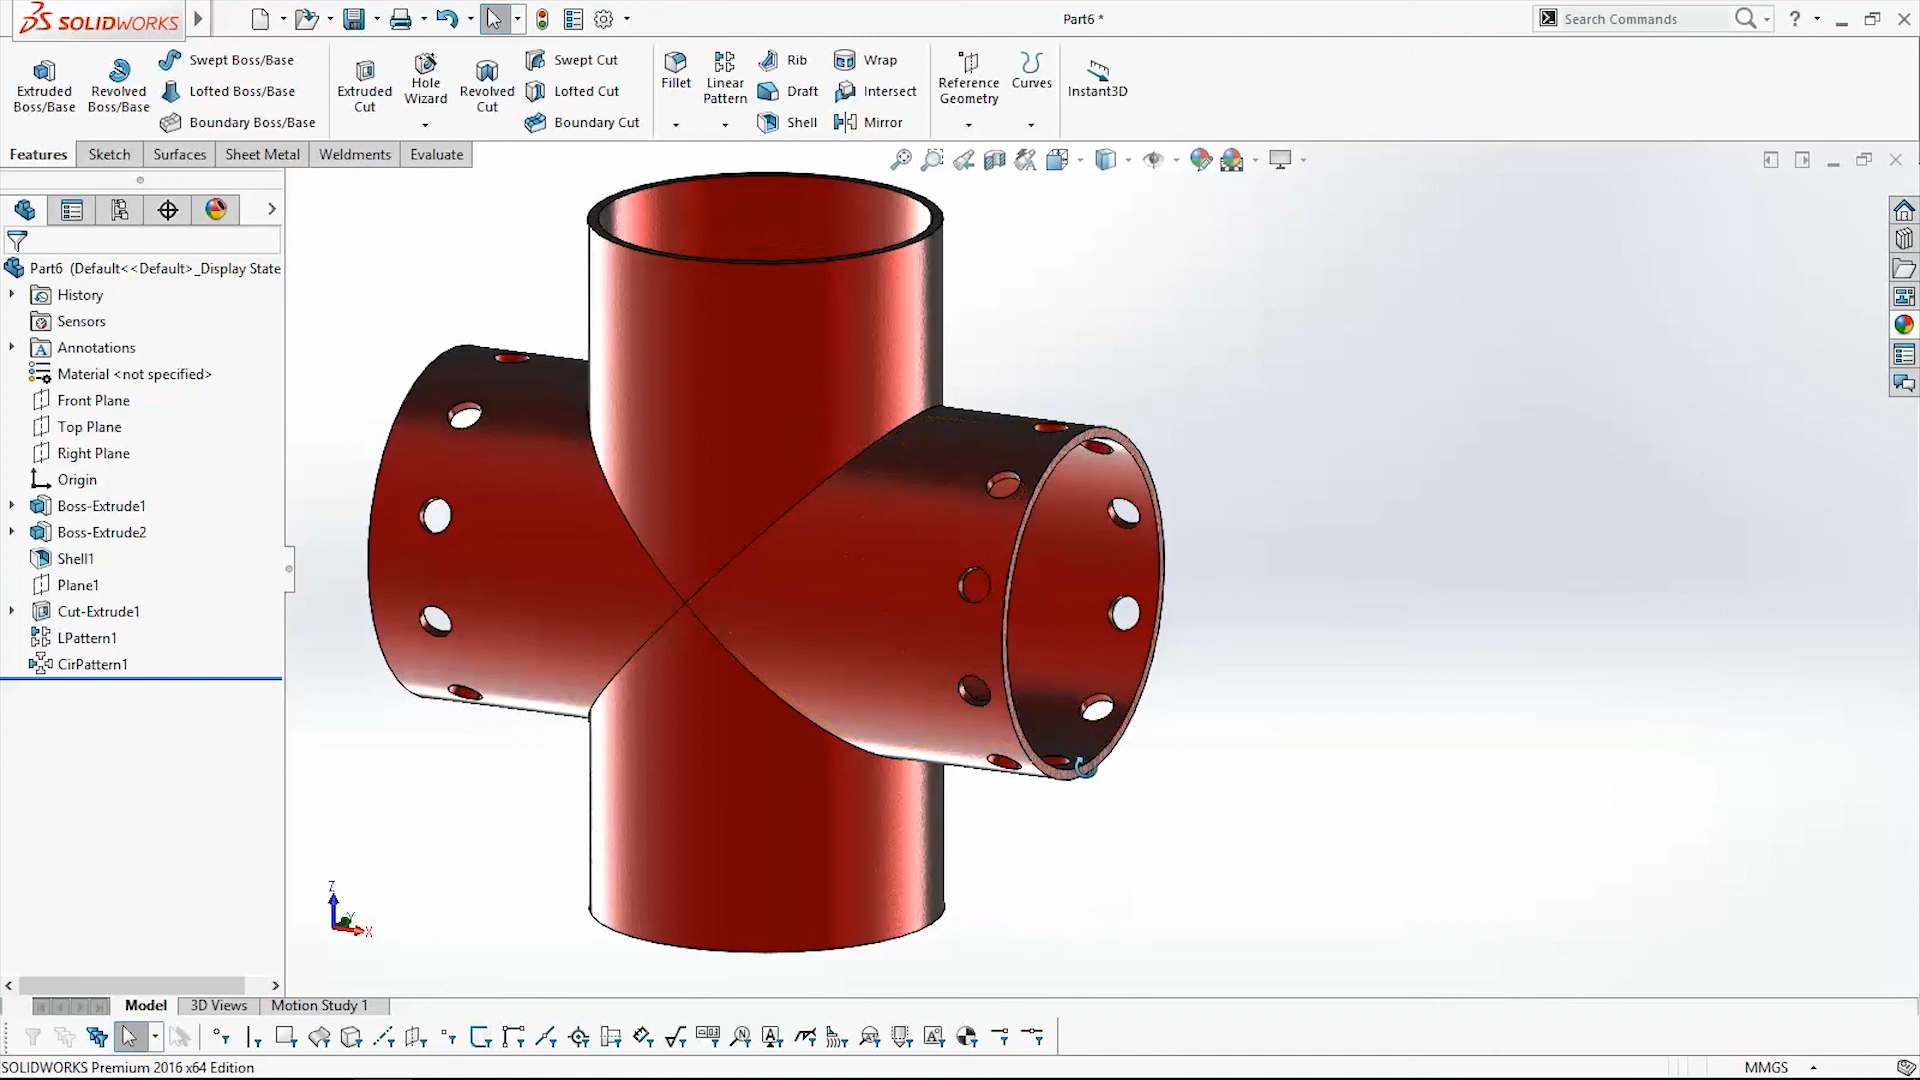 SOLIDWORKS
Part6 *
Search Commands
?
Extruded Boss/Base
Revolved Boss/Base
Swept Boss/Base
Lofted Boss/Base
Boundary Boss/Base
Extruded Cut
Hole Wizard
Revolved Cut
Swept Cut
Lofted Cut
Boundary Cut
Fillet
Linear Pattern
Rib
Draft
Shell
Wrap
Intersect
Mirror
Reference Geometry
Curves
Instant3D
Features
Sketch
Surfaces
Sheet Metal
Weldments
Evaluate
Part6 (Default<<Default>_Display State
History
Sensors
Annotations
Material <not specified>
Front Plane
Top Plane
Right Plane
Origin
Boss-Extrude1
Boss-Extrude2
Shell1
Plane1
Cut-Extrude1
LPattern1
CirPattern1
Z
Y
X
Model
3D Views
Motion Study 1
SOLIDWORKS Premium 2016 x64 Edition
MMGS